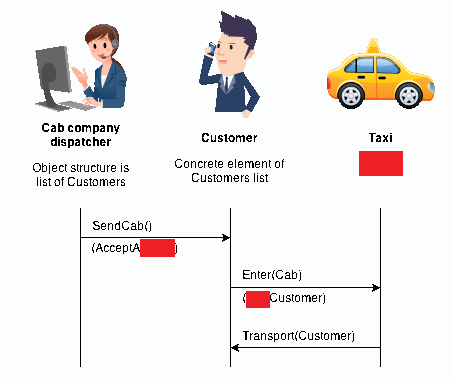 Cab company
dispatcher
Object structure is
list of Customers
Customer
Concrete element of
Customers list
Taxi
SendCab()
(AcceptA )
Enter(Cab)
( Customer)
Transport(Customer)